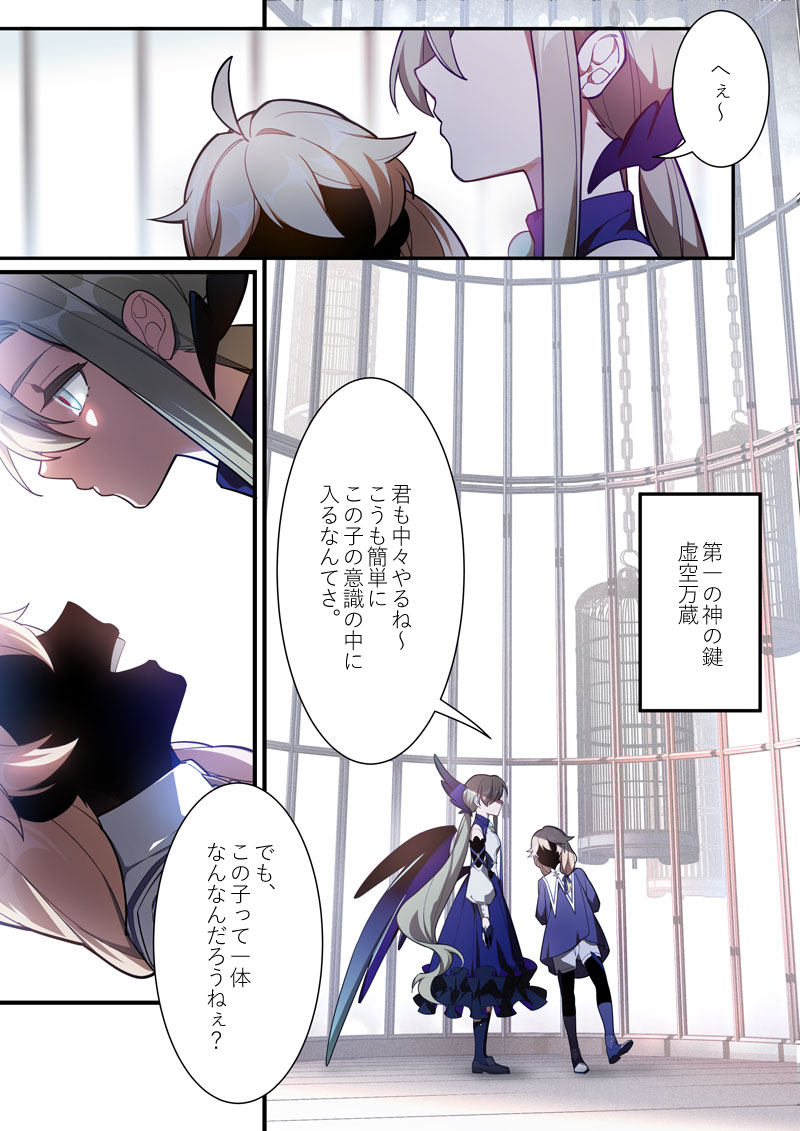 へぇ〜
第一の神の鍵
虚空万蔵
君も中々やるね〜
こうも簡単に
この子の意識の中に
入るなんてさ。
でも、
この子って一体
なんなんだろうねぇ?